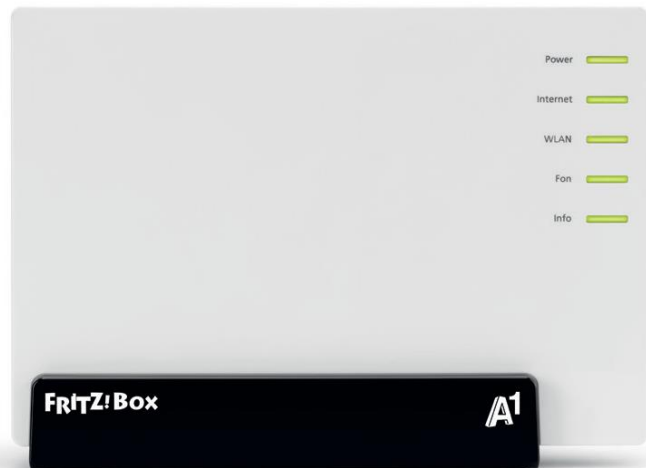 Power
Internet
WLAN
Fon
Info
FRITZ!BOX
A1